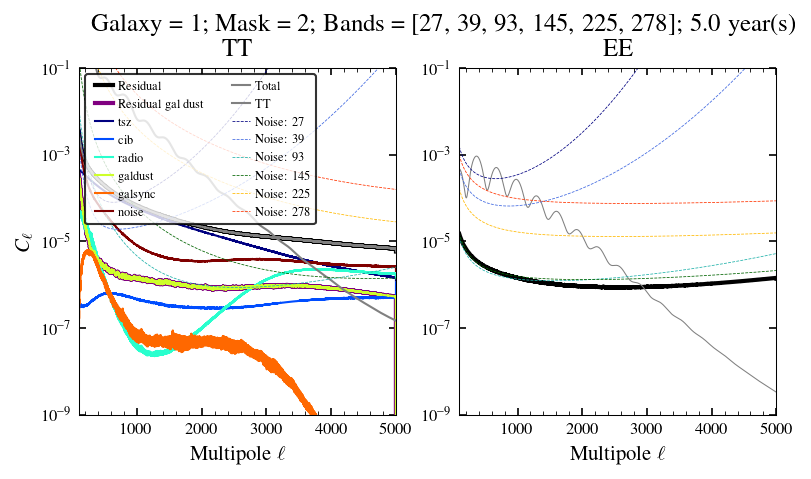 Galaxy = 1; Mask = 2; Bands = [27, 39, 93, 145, 225, 278]; 5.0 year(s)
TT
EE
10⁻¹
10⁻³
10⁻⁵
10⁻⁷
10⁻⁹
C_ℓ
1000
2000
3000
4000
5000
Multipole ℓ
Residual
Residual gal dust
tsz
cib
radio
galdust
galsync
noise
Total
TT
Noise: 27
Noise: 39
Noise: 93
Noise: 145
Noise: 225
Noise: 278
10⁻¹
10⁻³
10⁻⁵
10⁻⁷
10⁻⁹
1000
2000
3000
4000
5000
Multipole ℓ